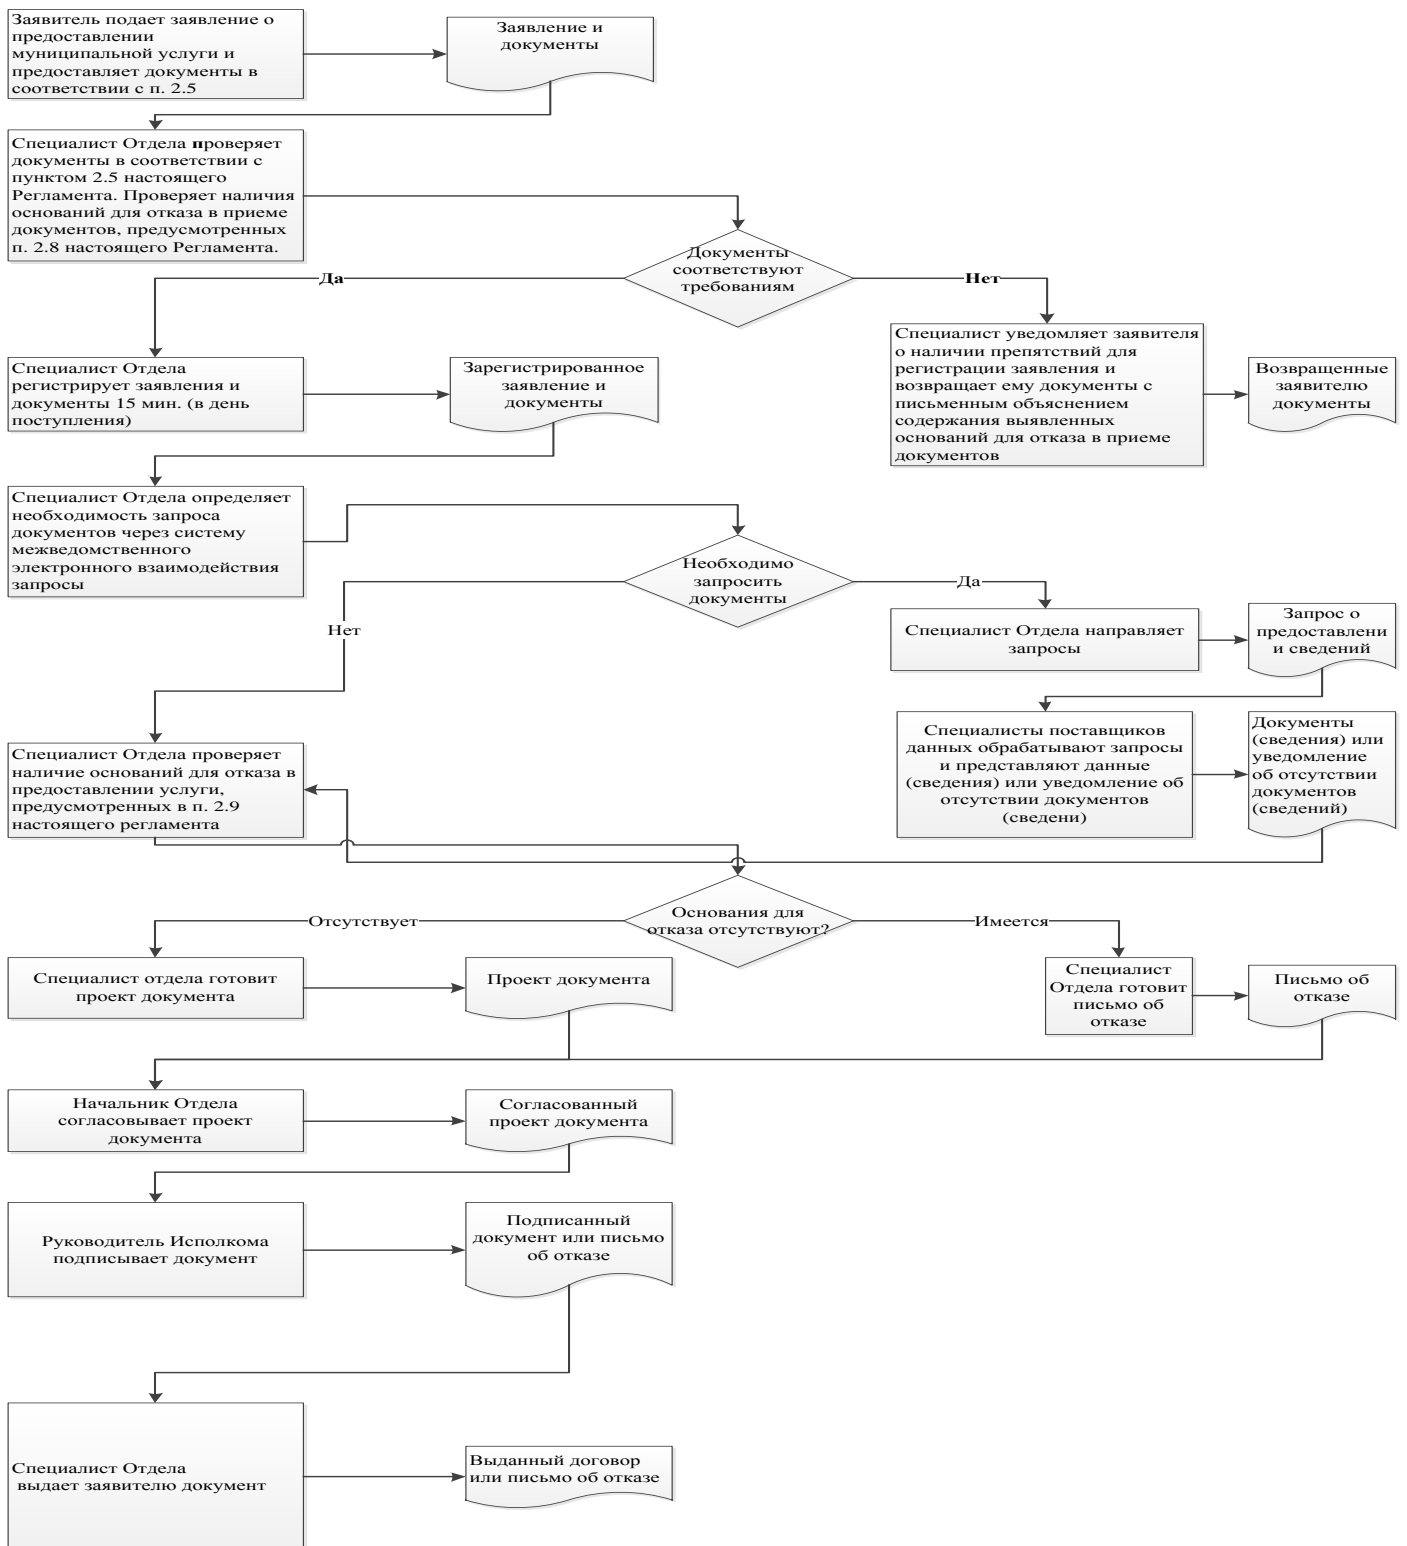 Заявитель подает заявление о
предоставлении
муниципальной услуги и
предоставляет документы в
соответствии с п. 2.5
Заявление и
документы
Специалист Отдела проверяет
документы в соответствии с
пунктом 2.5 настоящего
Регламента. Проверяет наличия
оснований для отказа в приеме
документов, предусмотренных
п. 2.8 настоящего Регламента.
Документы
соответствуют
требованиям
Да
Нет
Специалист Отдела
регистрирует заявления и
документы 15 мин. (в день
поступления)
Зарегистрированное
заявление и
документы
Специалист уведомляет заявителя
о наличии препятствий для
регистрации заявления и
возвращает ему документы с
письменным объяснением
содержания выявленных
оснований для отказа в приеме
документов
Возвращенные
заявителю
документы
Специалист Отдела определяет
необходимость запроса
документов через систему
межведомственного
электронного взаимодействия
запросы
Необходимо
запросить
документы
Да
Нет
Специалист Отдела направляет
запросы
Запрос о
предоставлени
и сведений
Специалисты поставщиков
данных обрабатывают запросы
и представляют данные
(сведения) или уведомление об
отсутствии документов
(сведени)
Документы
(сведения) или
уведомление
об отсутствии
документов
(сведений)
Специалист Отдела проверяет
наличие оснований для отказа в
предоставлении услуги,
предусмотренных в п. 2.9
настоящего регламента
Основания для
отказа отсутствуют?
Отсутствует
Имеется
Специалист отдела готовит
проект документа
Проект документа
Специалист
Отдела готовит
письмо об
отказе
Письмо об
отказе
Начальник Отдела
согласовывает проект
документа
Согласованный
проект документа
Руководитель Исполкома
подписывает документ
Подписанный
документ или письмо
об отказе
Специалист Отдела
выдает заявителю документ
Выданный договор
или письмо об отказе